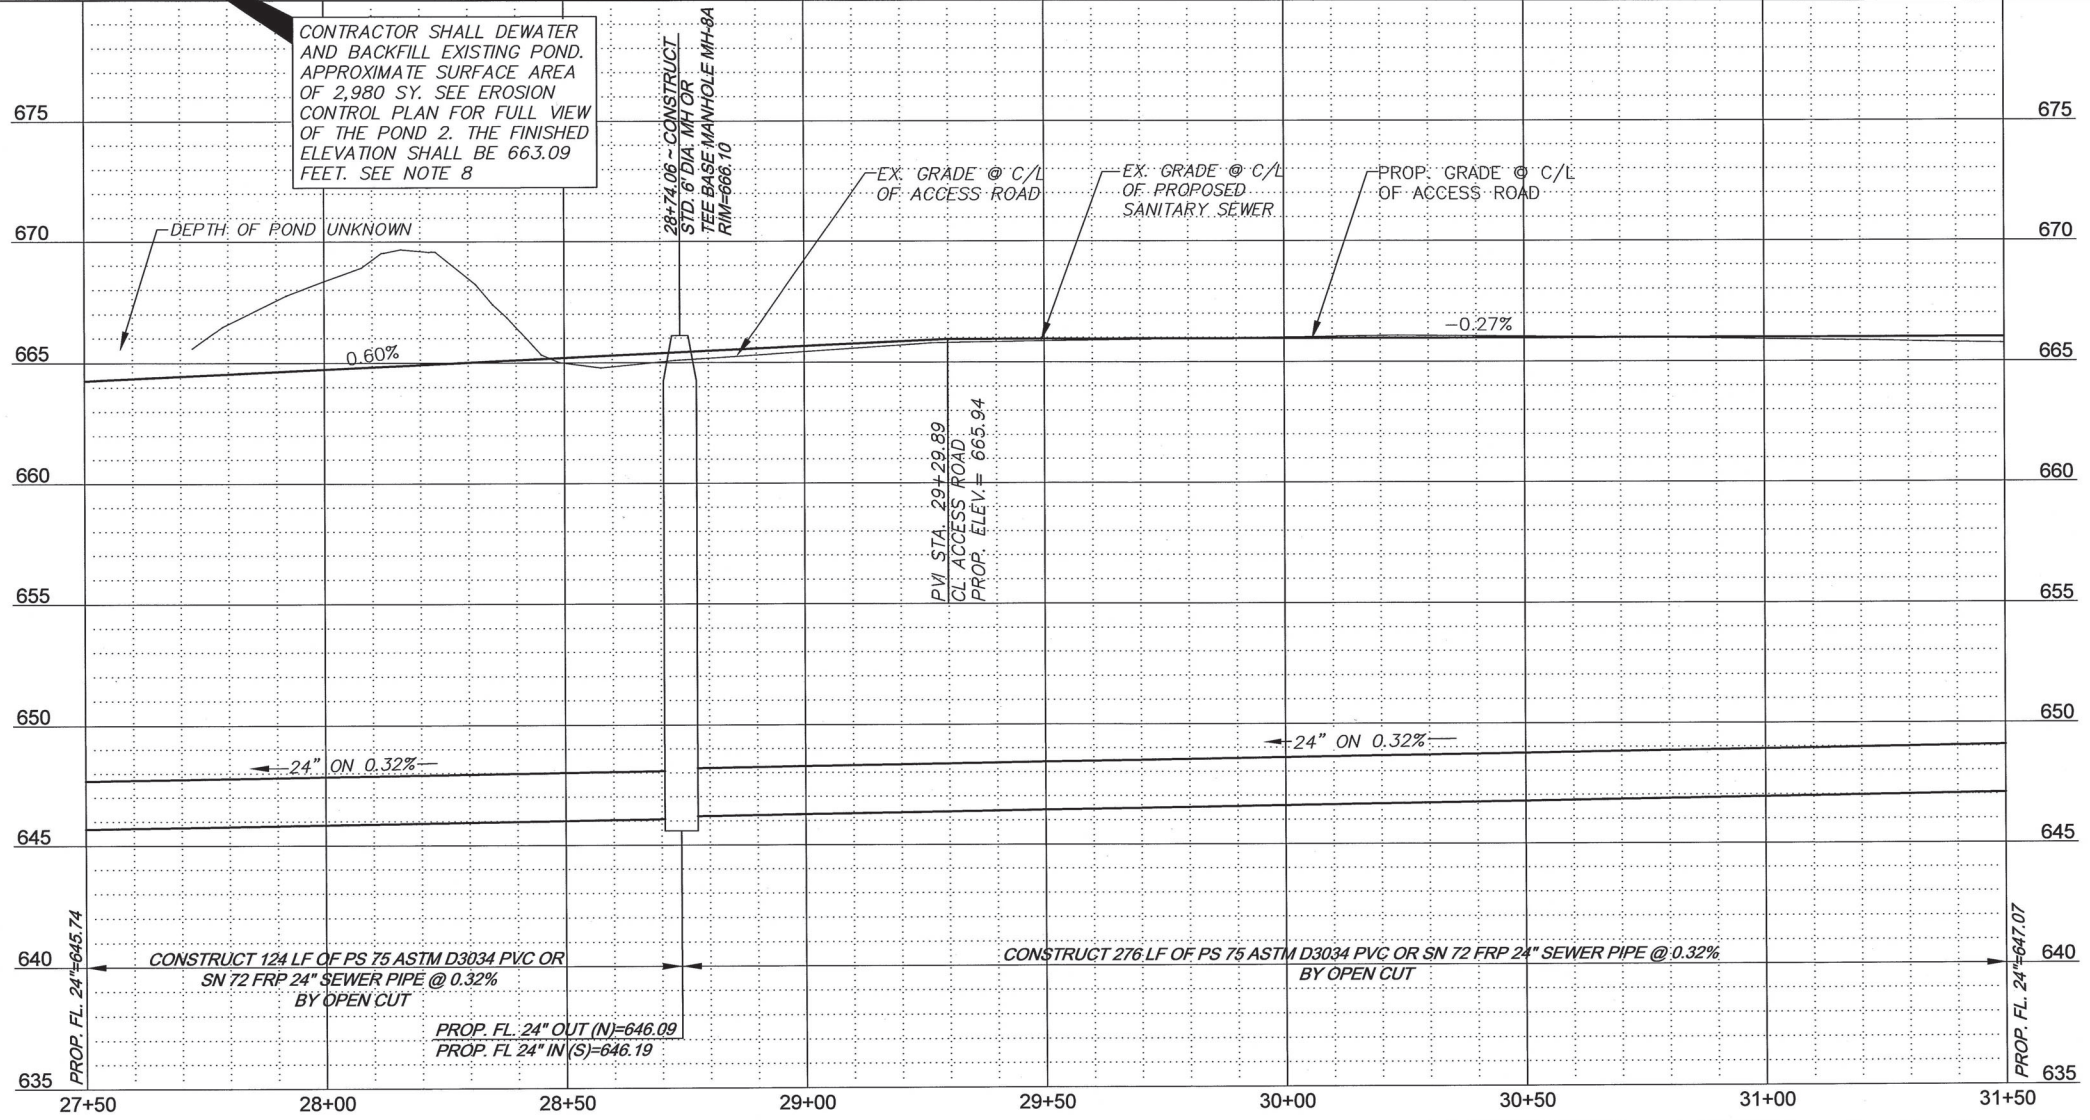 CONTRACTOR SHALL DEWATER
AND BACKFILL EXISTING POND.
APPROXIMATE SURFACE AREA
OF 2,980 SY. SEE EROSION
CONTROL PLAN FOR FULL VIEW
OF THE POND 2. THE FINISHED
ELEVATION SHALL BE 663.09
FEET. SEE NOTE 8
28+74.06 ~ CONSTRUCT
STD. 6' DIA. MH OR
TEE BASE MANHOLE MH-8A
RIM=666.10
675
675
EX. GRADE @ C/L
OF ACCESS ROAD
EX. GRADE @ C/L
OF PROPOSED
SANITARY SEWER
PROP. GRADE @ C/L
OF ACCESS ROAD
DEPTH OF POND UNKNOWN
670
670
0.60%
-0.27%
665
665
PVI STA. 29+29.89
CL ACCESS ROAD
PROP. ELEV.= 665.94
660
660
655
655
650
650
24" ON 0.32%
24" ON 0.32%
645
645
PROP. FL. 24"=645.74
CONSTRUCT 124 LF OF PS 75 ASTM D3034 PVC OR
SN 72 FRP 24" SEWER PIPE @ 0.32%
BY OPEN CUT
CONSTRUCT 276 LF OF PS 75 ASTM D3034 PVC OR SN 72 FRP 24" SEWER PIPE @ 0.32%
BY OPEN CUT
PROP. FL. 24"=647.07
640
640
PROP. FL. 24" OUT (N)=646.09
PROP. FL 24" IN (S)=646.19
635
635
27+50
28+00
28+50
29+00
29+50
30+00
30+50
31+00
31+50